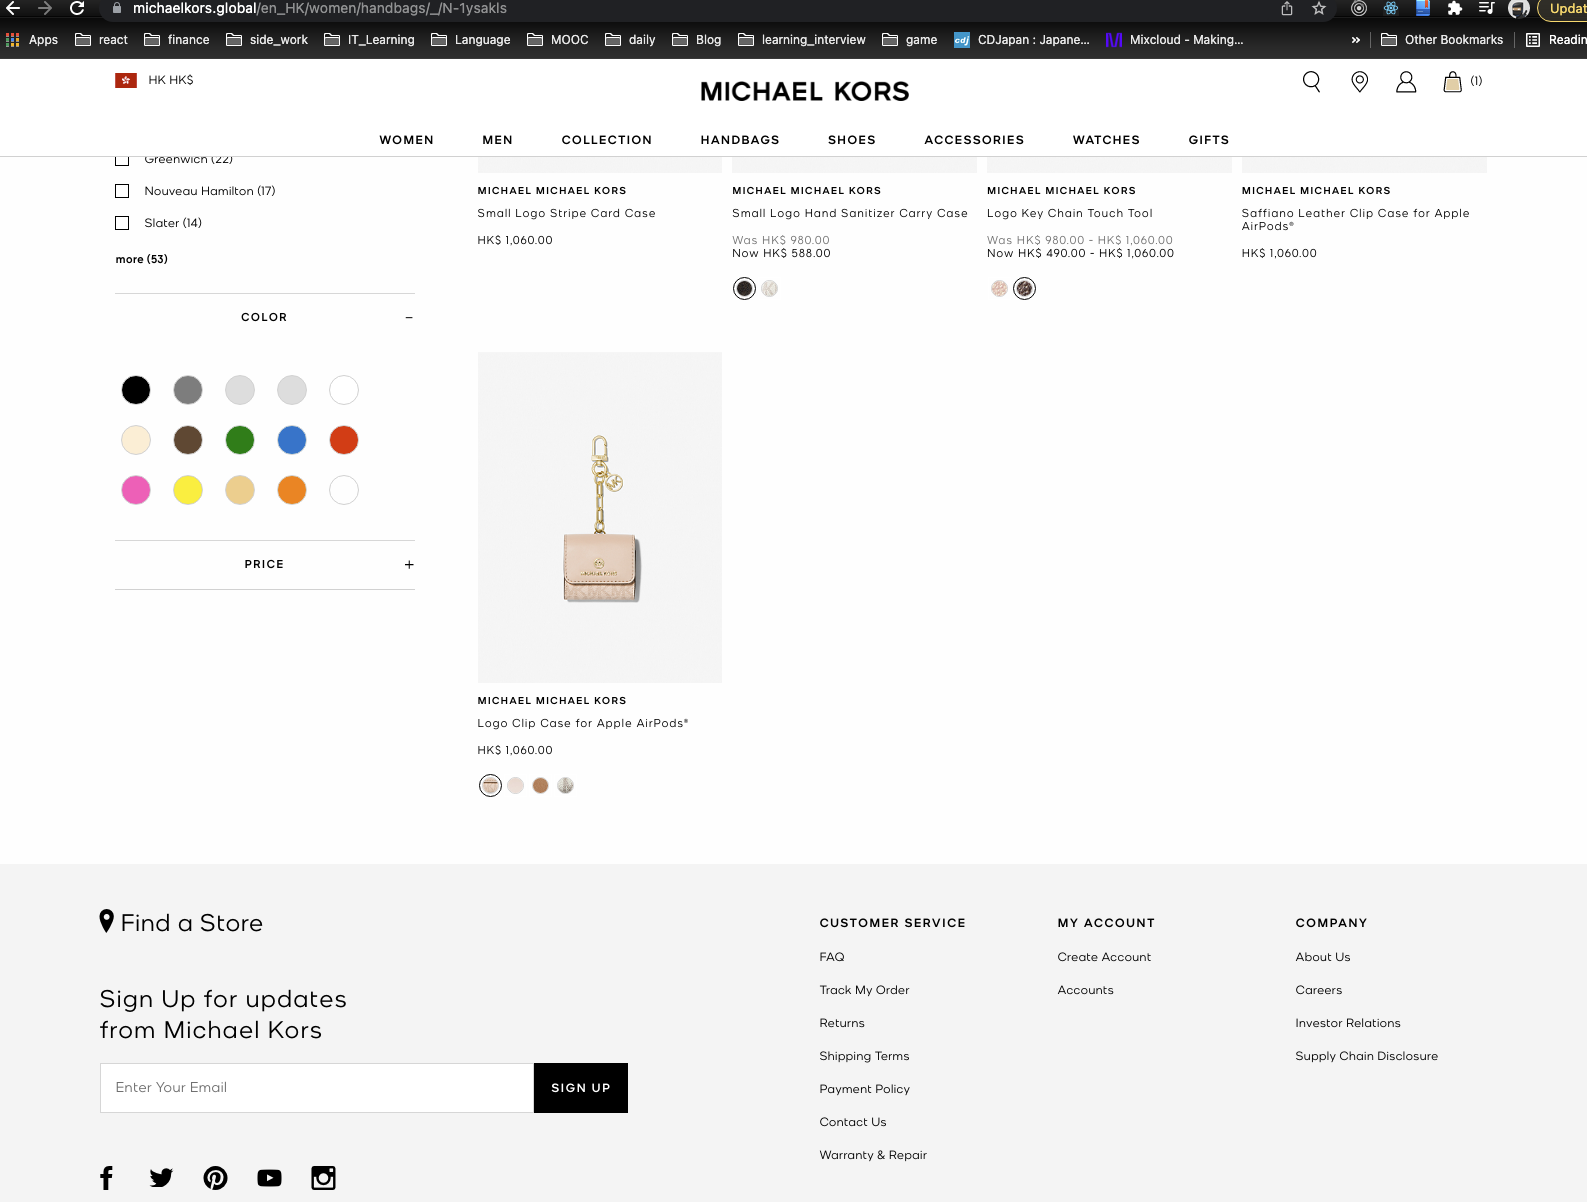 michaelkors.global/en_HK/women/handbags/_/N-1ysakls
Apps react finance side_work IT_Learning Language MOOC daily Blog learning_interview game CDJapan : Japane... Mixcloud - Making... » Other Bookmarks
HK HK$
MICHAEL KORS
(1)
WOMEN MEN COLLECTION HANDBAGS SHOES ACCESSORIES WATCHES GIFTS
Greenwich (22)
Nouveau Hamilton (17)
Slater (14)
more (53)
COLOR
PRICE
MICHAEL MICHAEL KORS
Small Logo Stripe Card Case
HK$ 1,060.00
MICHAEL MICHAEL KORS
Small Logo Hand Sanitizer Carry Case
Was HK$ 980.00
Now HK$ 588.00
MICHAEL MICHAEL KORS
Logo Key Chain Touch Tool
Was HK$ 980.00 - HK$ 1,060.00
Now HK$ 490.00 - HK$ 1,060.00
MICHAEL MICHAEL KORS
Saffiano Leather Clip Case for Apple
AirPods®
HK$ 1,060.00
MICHAEL MICHAEL KORS
Logo Clip Case for Apple AirPods®
HK$ 1,060.00
Find a Store
Sign Up for updates
from Michael Kors
Enter Your Email
SIGN UP
CUSTOMER SERVICE
FAQ
Track My Order
Returns
Shipping Terms
Payment Policy
Contact Us
Warranty & Repair
MY ACCOUNT
Create Account
Accounts
COMPANY
About Us
Careers
Investor Relations
Supply Chain Disclosure